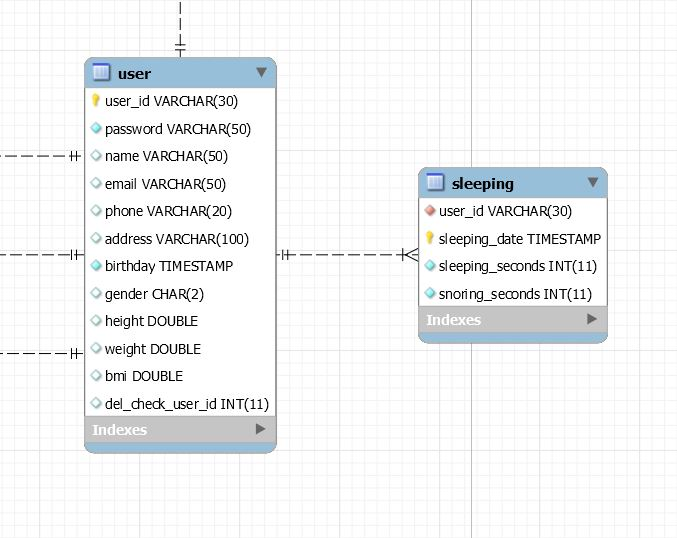 user
user_id VARCHAR(30)
password VARCHAR(50)
name VARCHAR(50)
email VARCHAR(50)
phone VARCHAR(20)
address VARCHAR(100)
birthday TIMESTAMP
gender CHAR(2)
height DOUBLE
weight DOUBLE
bmi DOUBLE
del_check_user_id INT(11)
Indexes
sleeping
user_id VARCHAR(30)
sleeping_date TIMESTAMP
sleeping_seconds INT(11)
snoring_seconds INT(11)
Indexes